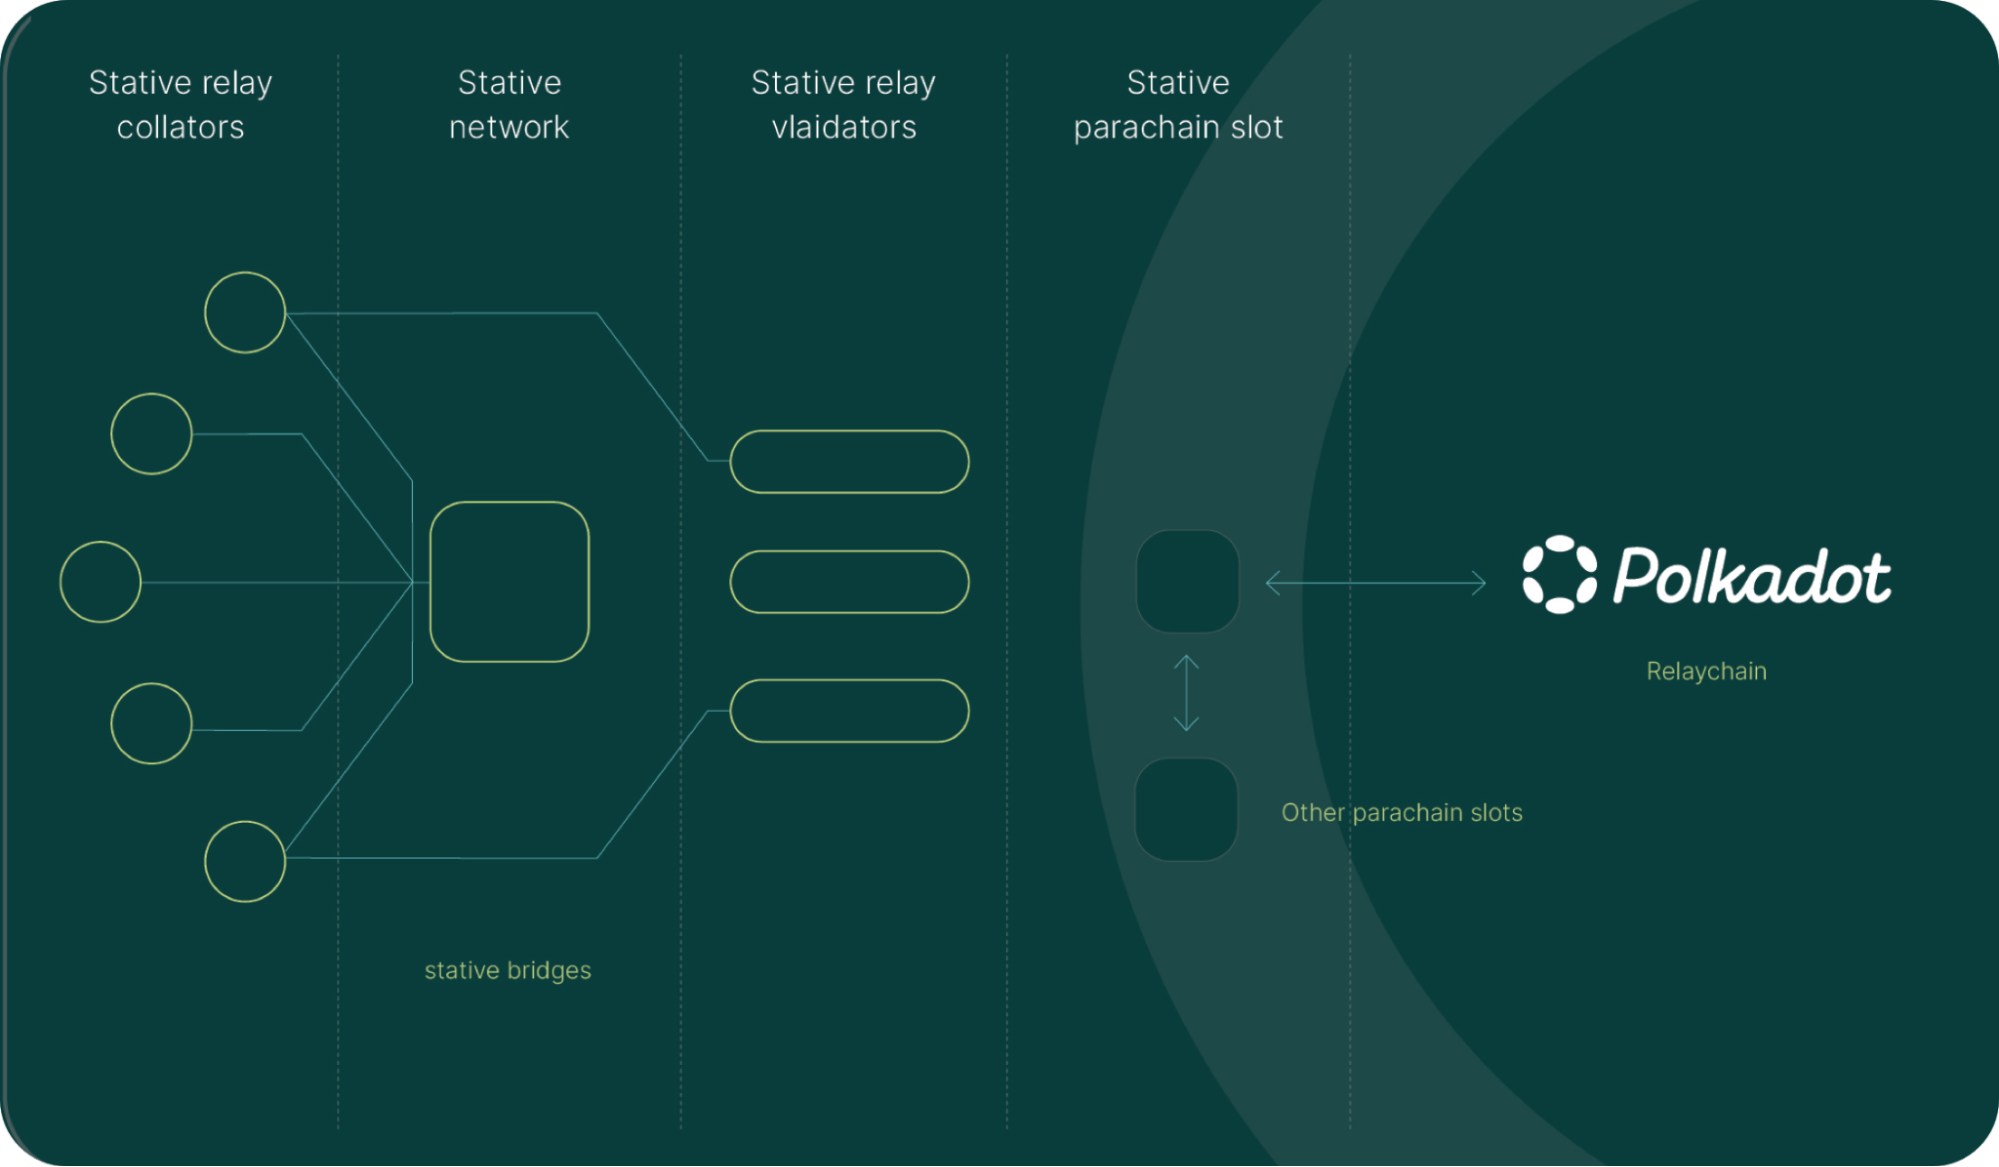 Stative relay
collators
Stative
network
Stative relay
vlaidators
Stative
parachain slot
Polkadot
Relaychain
Other parachain slots
stative bridges